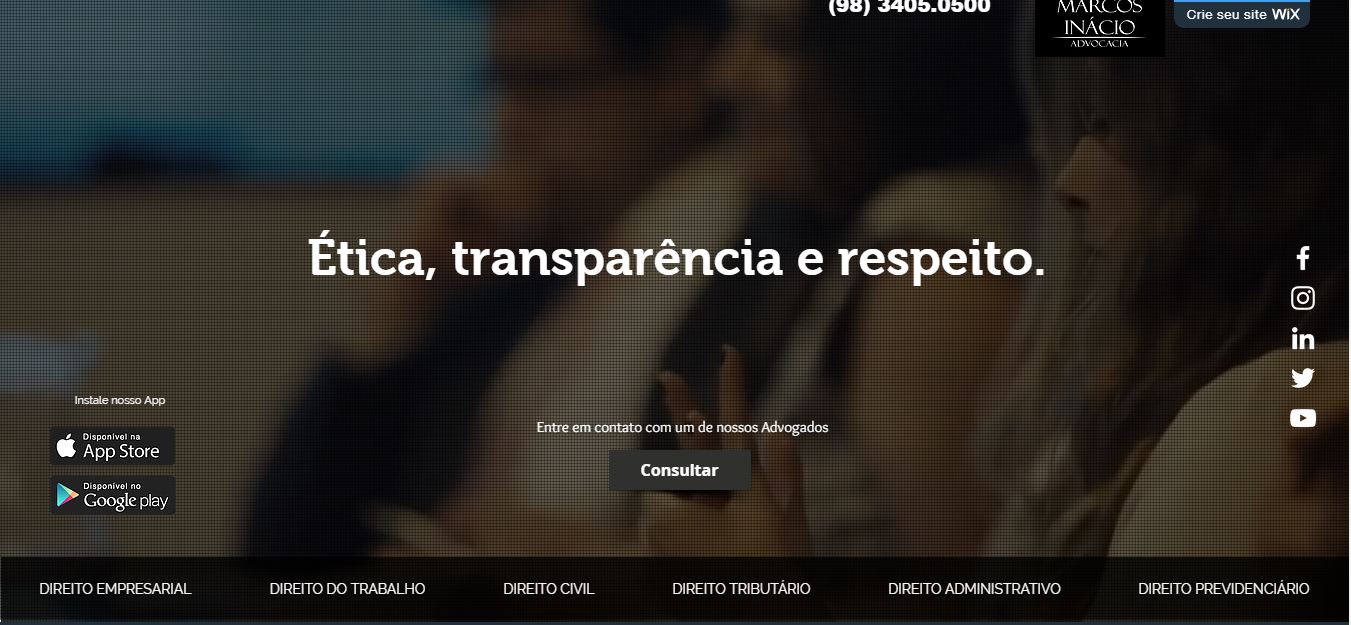 (98) 3405.0500
MARCOS
INÁCIO
ADVOCACIA
Crie seu site WiX
Ética, transparência e respeito.
Instale nosso App
Disponível na
App Store
Disponível no
Google play
Entre em contato com um de nossos Advogados
Consultar
DIREITO EMPRESARIAL DIREITO DO TRABALHO DIREITO CIVIL DIREITO TRIBUTÁRIO DIREITO ADMINISTRATIVO DIREITO PREVIDENCIÁRIO